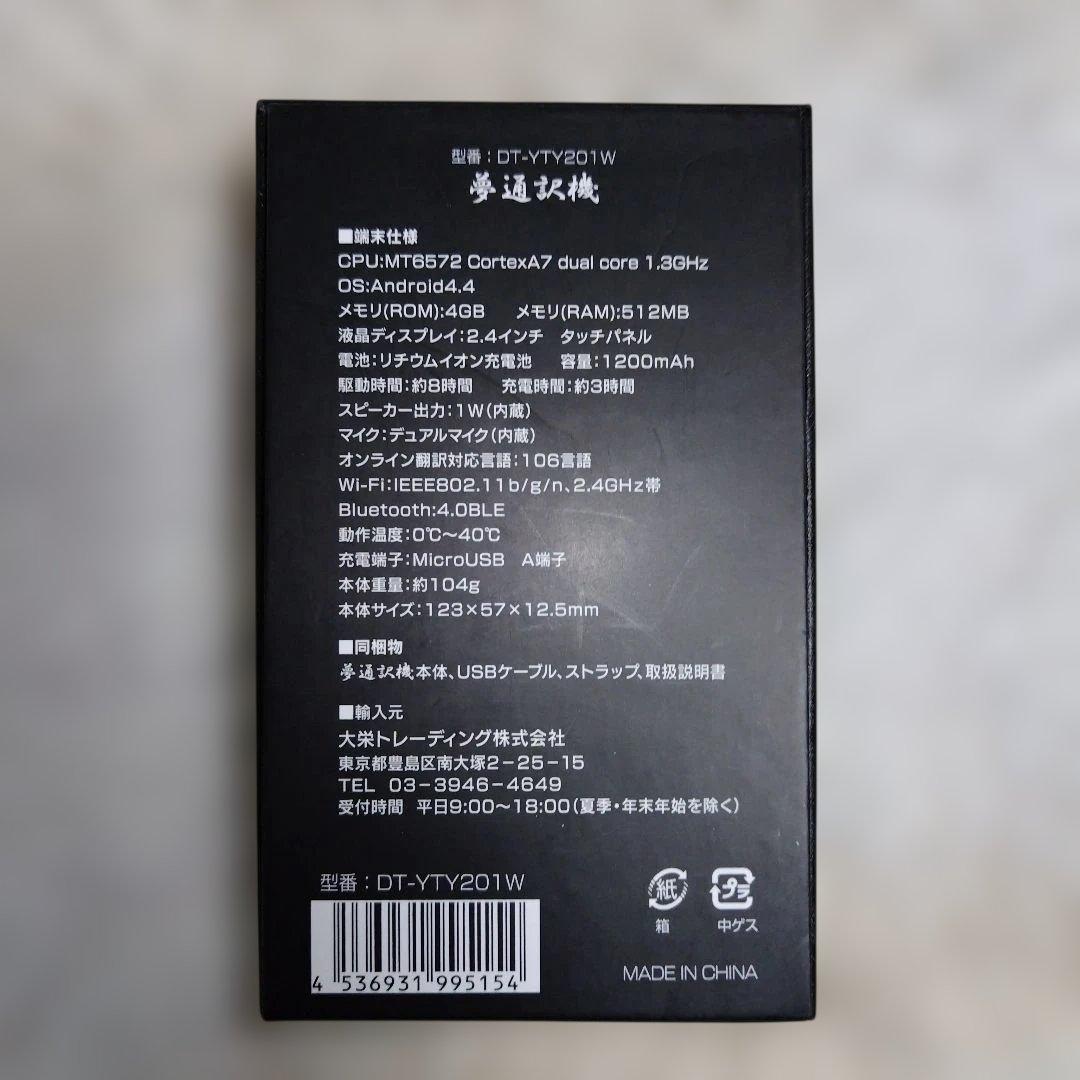 型番：DT-YTY201W
夢通訳機
■端末仕様
CPU:MT6572 CortexA7 dual core 1.3GHz
OS:Android4.4
メモリ(ROM):4GB　メモリ(RAM):512MB
液晶ディスプレイ：2.4インチ　タッチパネル
電池：リチウムイオン充電池　容量：1200mAh
駆動時間：約8時間　充電時間：約3時間
スピーカー出力：1W（内蔵）
マイク：デュアルマイク（内蔵）
オンライン翻訳対応言語：106言語
Wi-Fi:IEEE802.11b/g/n、2.4GHz帯
Bluetooth:4.0BLE
動作温度：0℃～40℃
充電端子：MicroUSB　A端子
本体重量：約104g
本体サイズ：123×57×12.5mm
■同梱物
夢通訳機本体、USBケーブル、ストラップ、取扱説明書
■輸入元
大栄トレーディング株式会社
東京都豊島区南大塚2－25－15
TEL 03－3946－4649
受付時間　平日9:00～18:00（夏季・年末年始を除く）
型番：DT-YTY201W
4 536931 995154
紙　プラ
箱　中ゲス
MADE IN CHINA